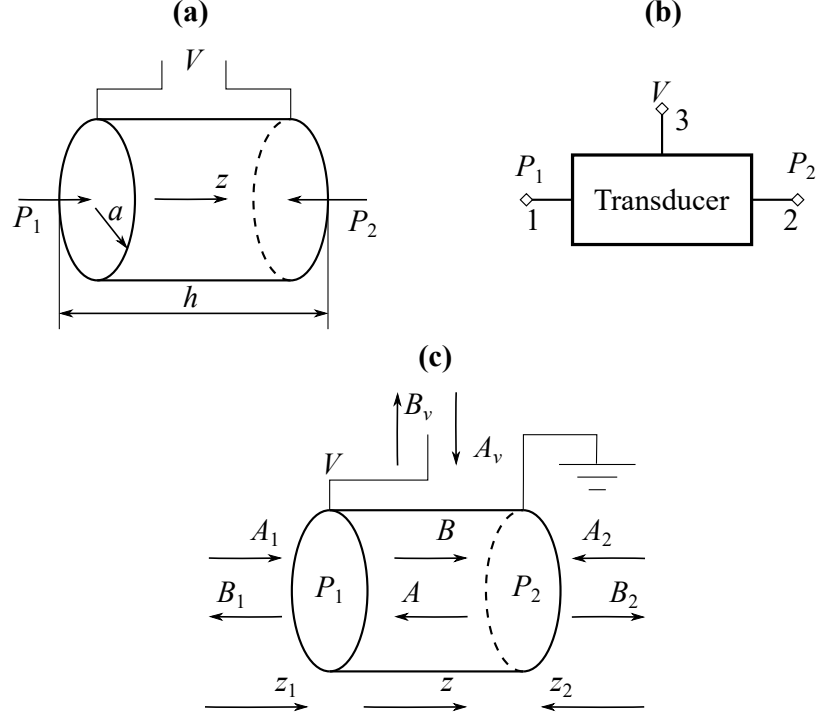 (a)
V
z
P₁
a
P₂
h
(b)
V
3
P₁
P₂
Transducer
1
2
(c)
Bᵥ
Aᵥ
V
A₁
B
A₂
B₁
P₁
A
P₂
B₂
z₁
z
z₂